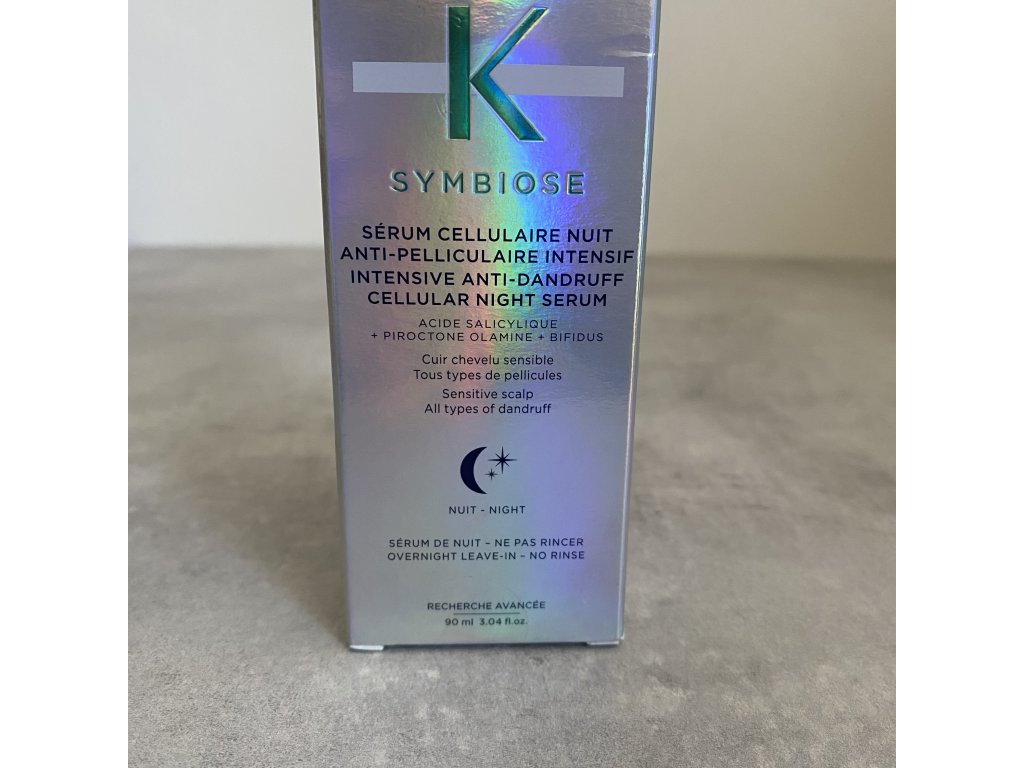 K
SYMBIOSE
SÉRUM CELLULAIRE NUIT
ANTI-PELLICULAIRE INTENSIF
INTENSIVE ANTI-DANDRUFF
CELLULAR NIGHT SERUM
ACIDE SALICYLIQUE
+ PIROCTONE OLAMINE + BIFIDUS
Cuir chevelu sensible
Tous types de pellicules
Sensitive scalp
All types of dandruff
NUIT - NIGHT
SÉRUM DE NUIT – NE PAS RINCER
OVERNIGHT LEAVE-IN – NO RINSE
RECHERCHE AVANCÉE
90 ml 3.04 fl.oz.